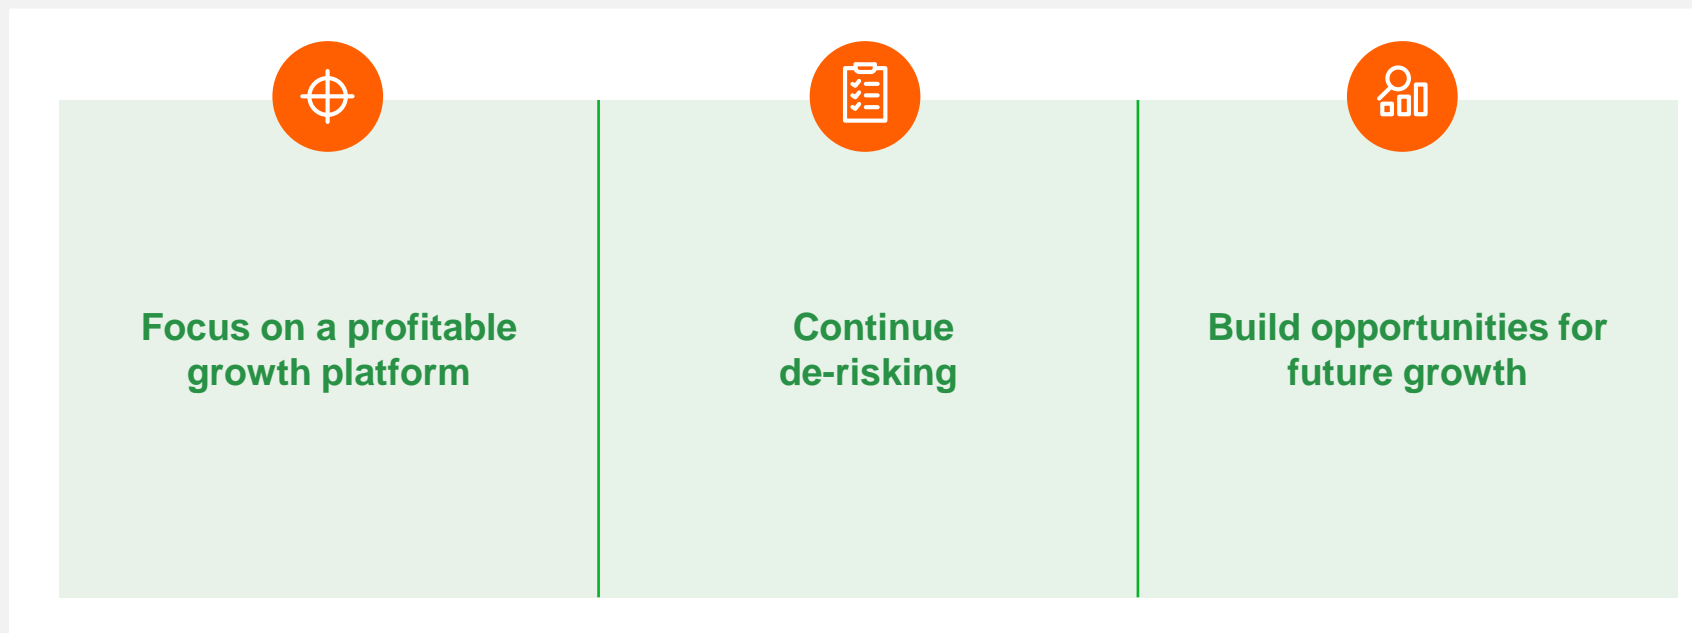 Focus on a profitable
growth platform
Continue
de-risking
Build opportunities for
future growth